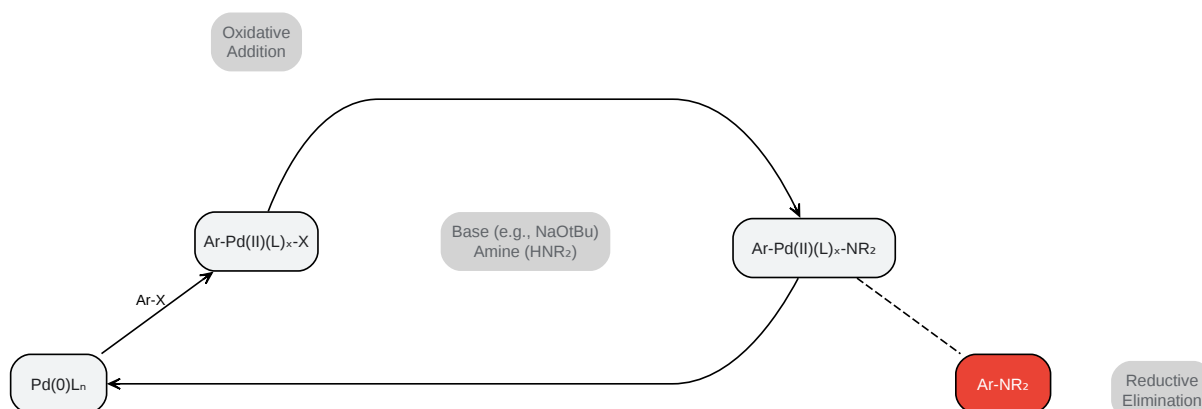 Oxidative
Addition
Ar-Pd(II)(L)ₓ-X
Base (e.g., NaOtBu)
Amine (HNR₂)
Ar-Pd(II)(L)ₓ-NR₂
Ar-X
Pd(0)Lₙ
Ar-NR₂
Reductive
Elimination